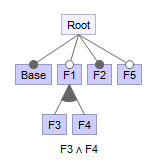 Root
Base F1 F2 F5
F3 F4
F3 ∧ F4